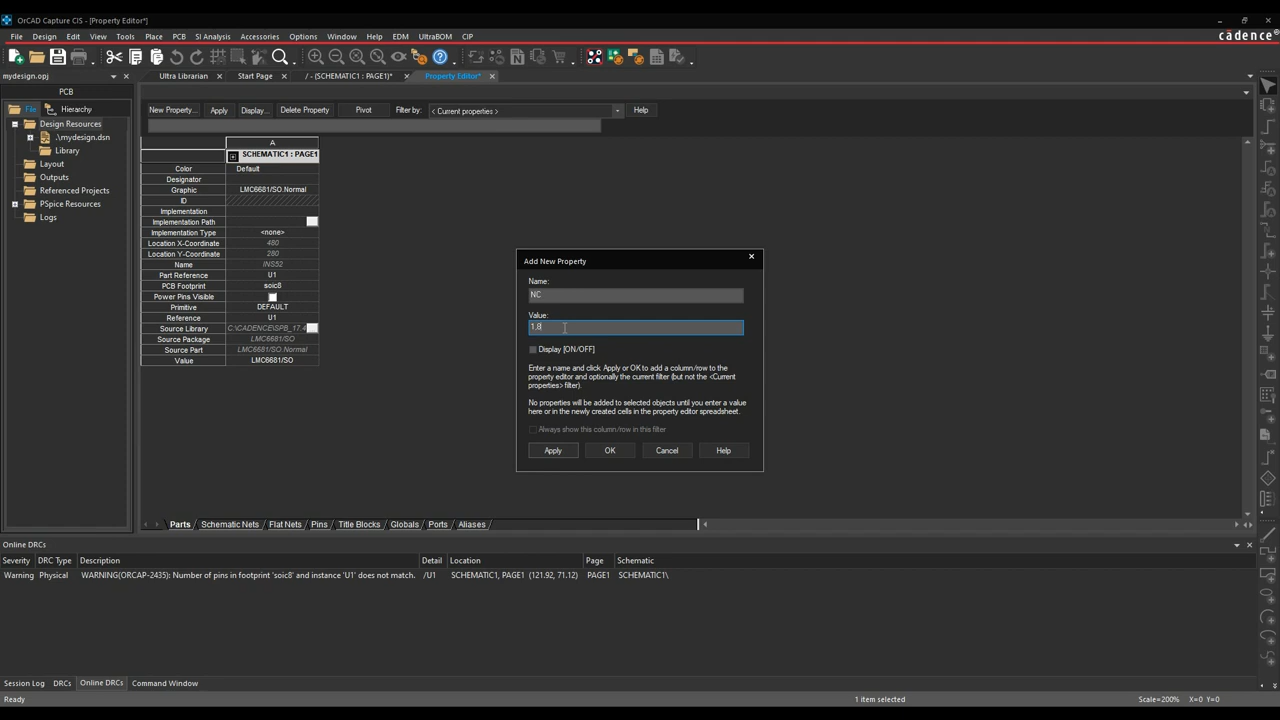 OrCAD Capture CIS - [Property Editor*]
File Design Edit View Tools Place PCB SI Analysis Accessories Options Window Help EDM UltraBOM CIP
cadence
mydesign.opj
Ultra Librarian Start Page / - (SCHEMATIC1 : PAGE1)* Property Editor*
PCB
File Hierarchy
New Property... Apply Display... Delete Property Pivot Filter by: < Current properties > Help
Design Resources
.\mydesign.dsn
Library
Layout
Outputs
Referenced Projects
PSpice Resources
Logs
A
SCHEMATIC1 : PAGE1
Color Default
Designator
Graphic LMC6681/SO.Normal
ID
Implementation
Implementation Path
Implementation Type <none>
Location X-Coordinate 480
Location Y-Coordinate 280
Name INS52
Part Reference U1
PCB Footprint soic8
Power Pins Visible
Primitive DEFAULT
Reference U1
Source Library C:\CADENCE\SPB_17.4
Source Package LMC6681/SO
Source Part LMC6681/SO.Normal
Value LMC6681/SO
Add New Property
Name:
NC
Value:
1,8
Display [ON/OFF]
Enter a name and click Apply or OK to add a column/row to the
property editor and optionally the current filter (but not the <Current
properties> filter).
No properties will be added to selected objects until you enter a value
here or in the newly created cells in the property editor spreadsheet.
Always show this column/row in this filter
Apply OK Cancel Help
Parts Schematic Nets Flat Nets Pins Title Blocks Globals Ports Aliases
Online DRCs
Severity DRC Type Description Detail Location Page Schematic
Warning Physical WARNING(ORCAP-2435): Number of pins in footprint 'soic8' and instance 'U1' does not match. /U1 SCHEMATIC1, PAGE1 (121.92, 71.12) PAGE1 SCHEMATIC1\
Session Log DRCs Online DRCs Command Window
Ready 1 item selected Scale=200% X=0 Y=0